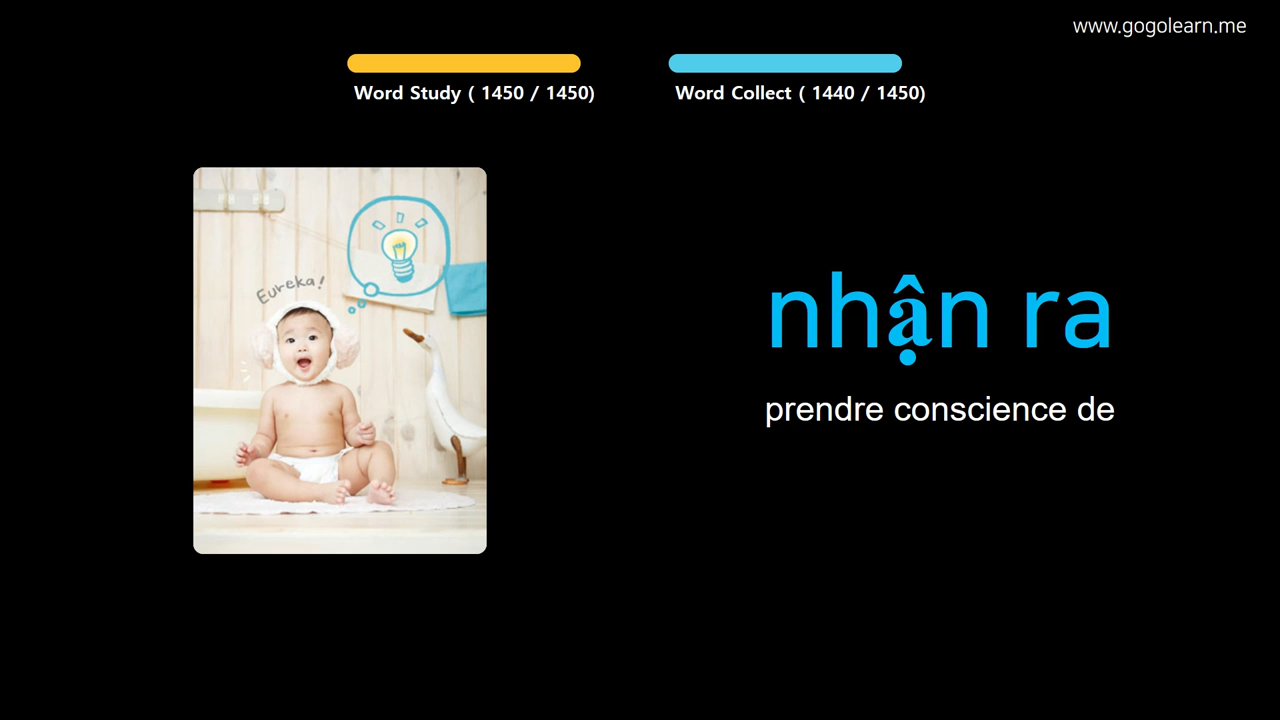 www.gogolearn.me
Word Study ( 1450 / 1450)
Word Collect ( 1440 / 1450)
Eureka!
nhận ra
prendre conscience de